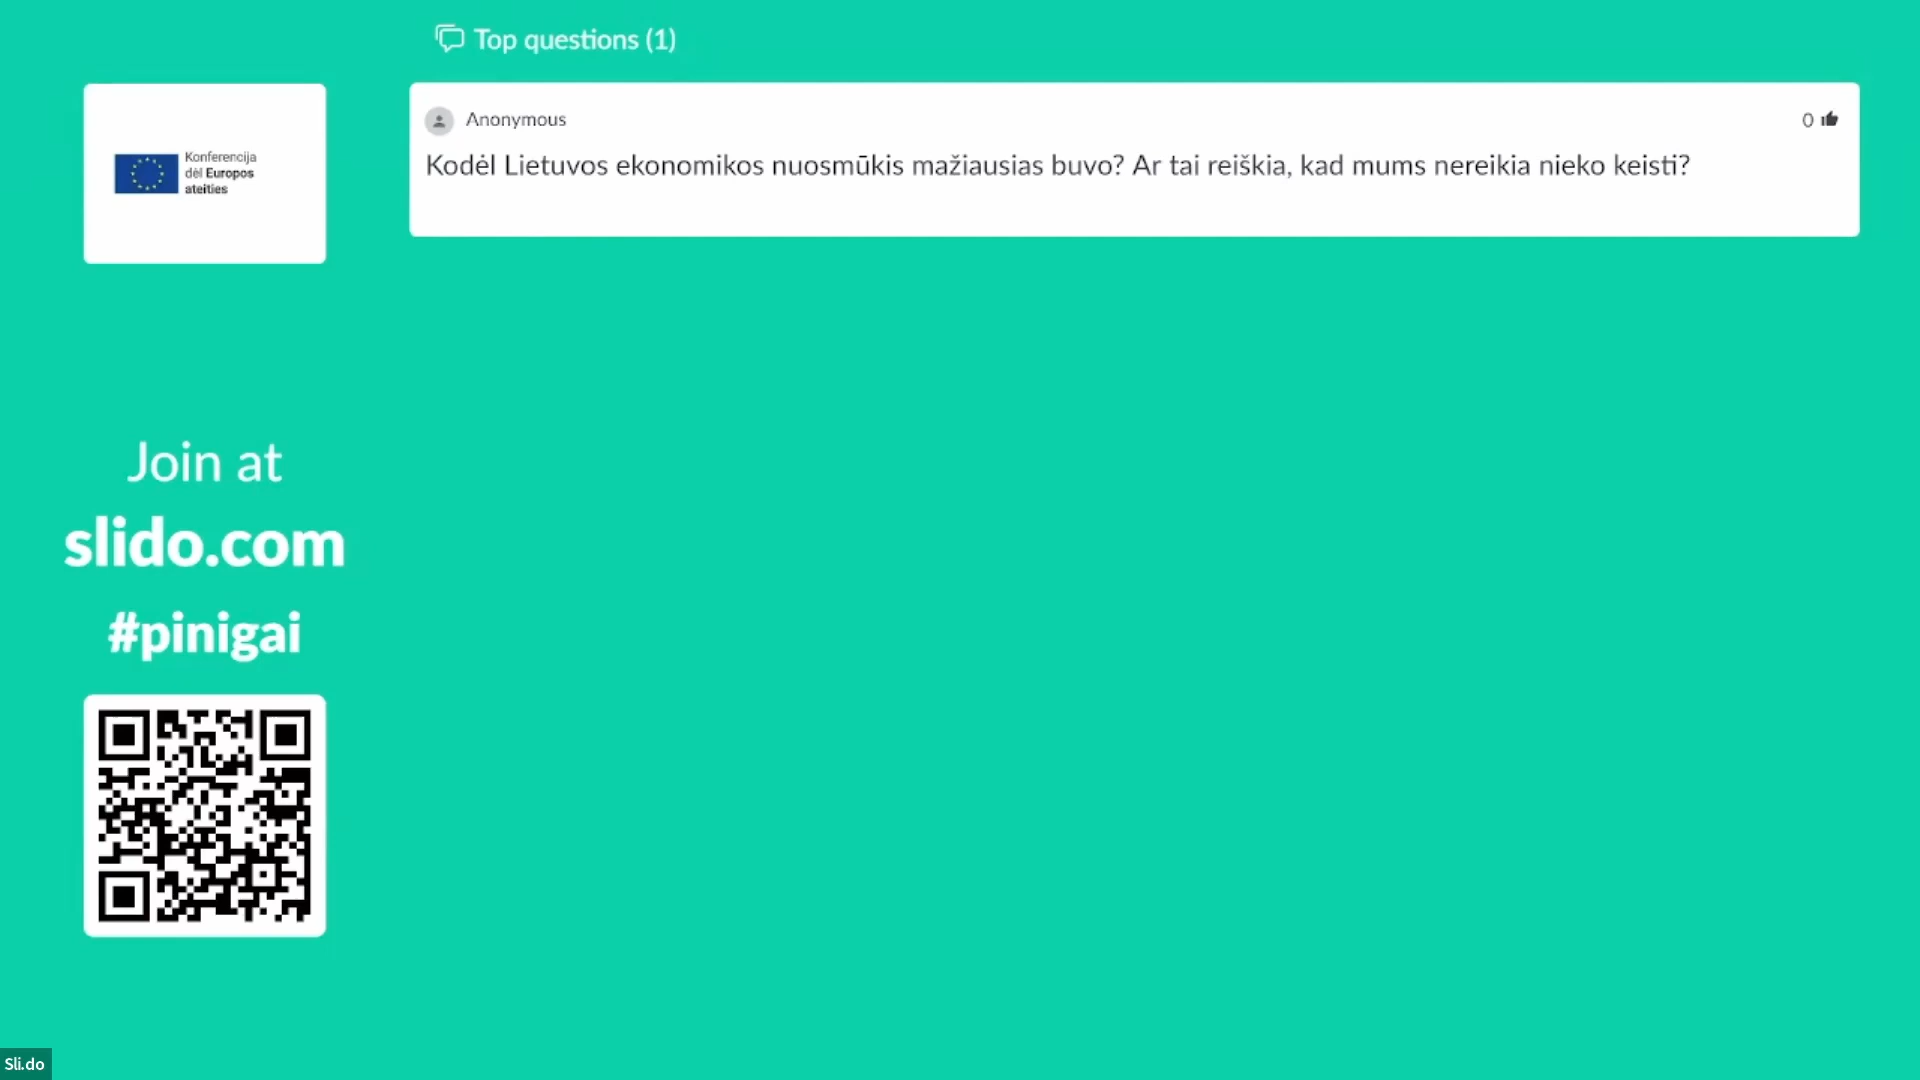 Top questions (1)
Konferencija
dėl Europos
ateities
Anonymous
0
Kodėl Lietuvos ekonomikos nuosmūkis mažiausias buvo? Ar tai reiškia, kad mums nereikia nieko keisti?
Join at
slido.com
#pinigai
Sli.do